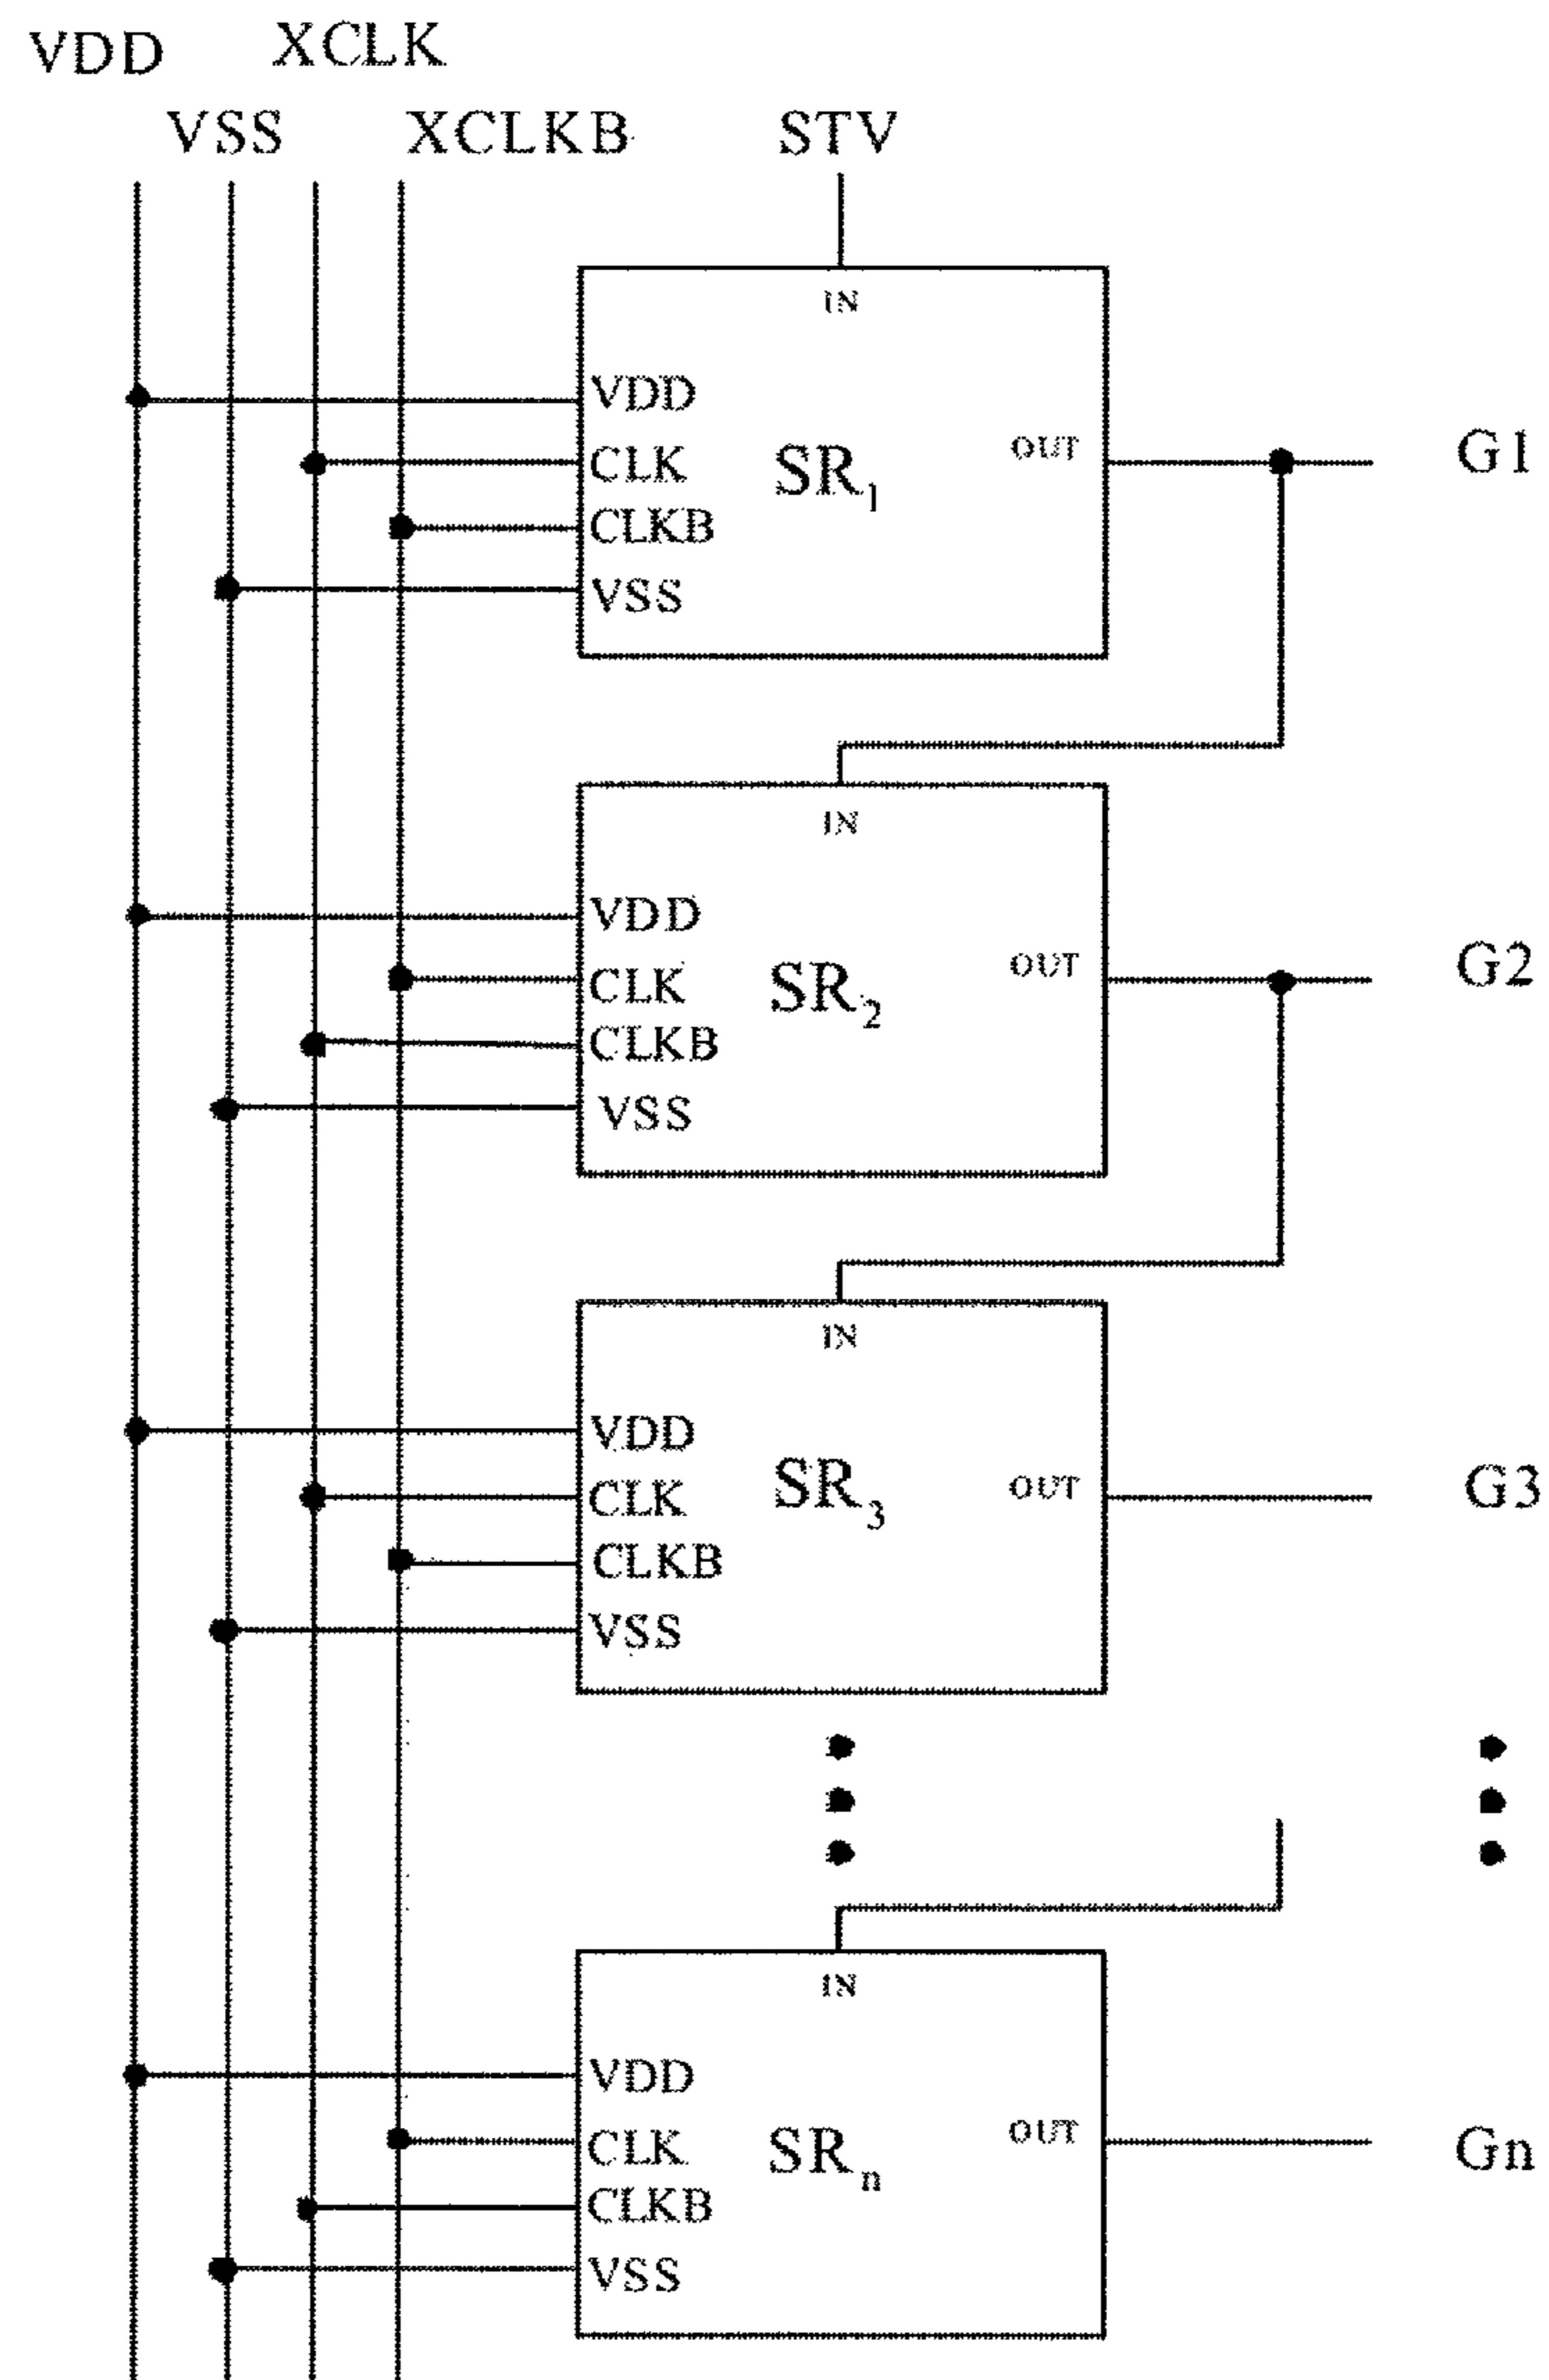 VDD XCLK
VSS XCLKB STV
IN
VDD
CLK
CLKB
VSS
SR1
OUT
G1
IN
VDD
CLK
CLKB
VSS
SR2
OUT
G2
IN
VDD
CLK
CLKB
VSS
SR3
OUT
G3
IN
VDD
CLK
CLKB
VSS
SRn
OUT
Gn